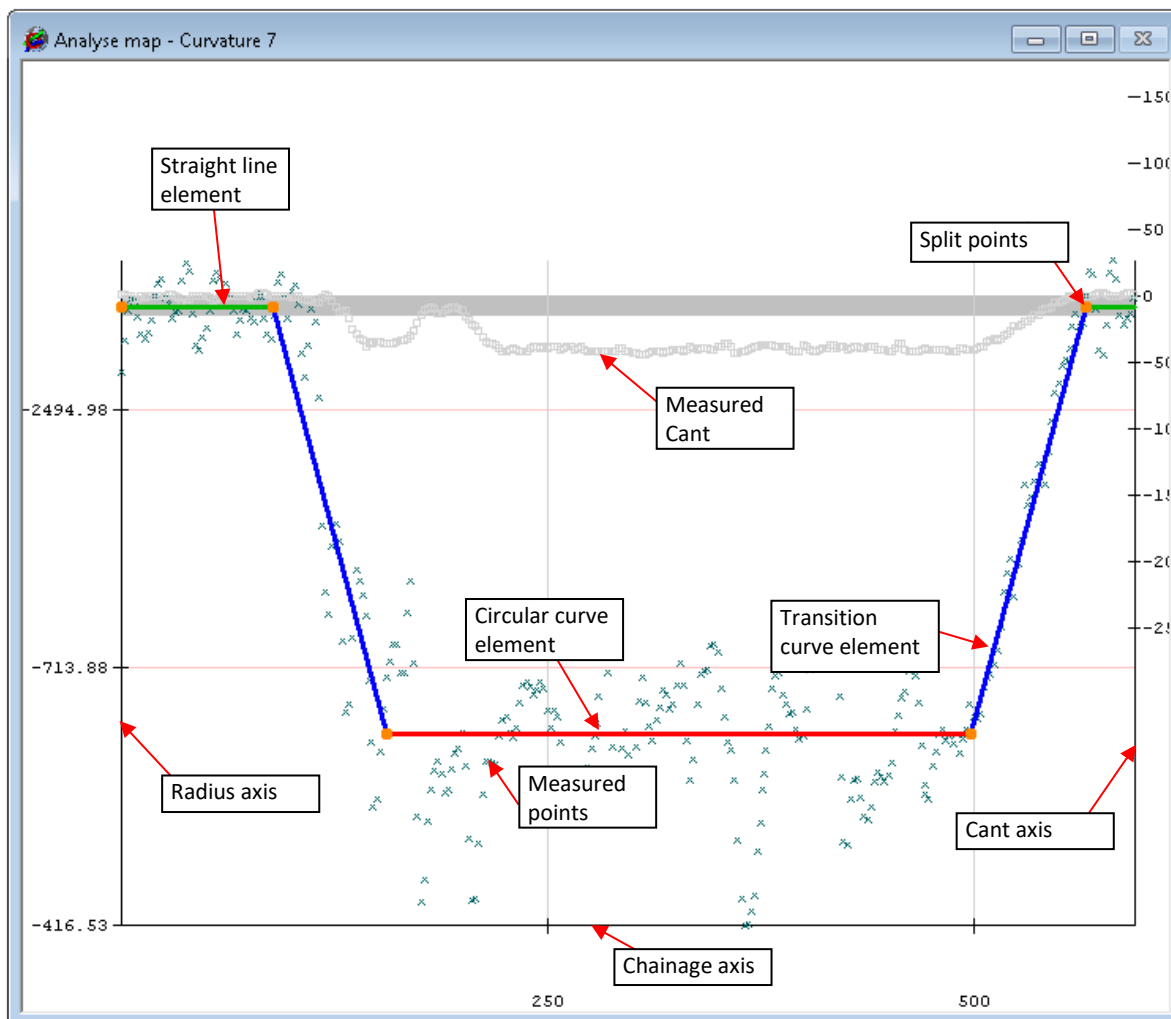 Analyse map - Curvature 7
150
100
Straight line
element
50
Split points
0
-50
Measured
Cant
-2494.98
-10
-15
-20
Circular curve
element
Transition
curve element
-25
-713.88
Radius axis
Measured
points
Cant axis
-416.53
Chainage axis
250
500